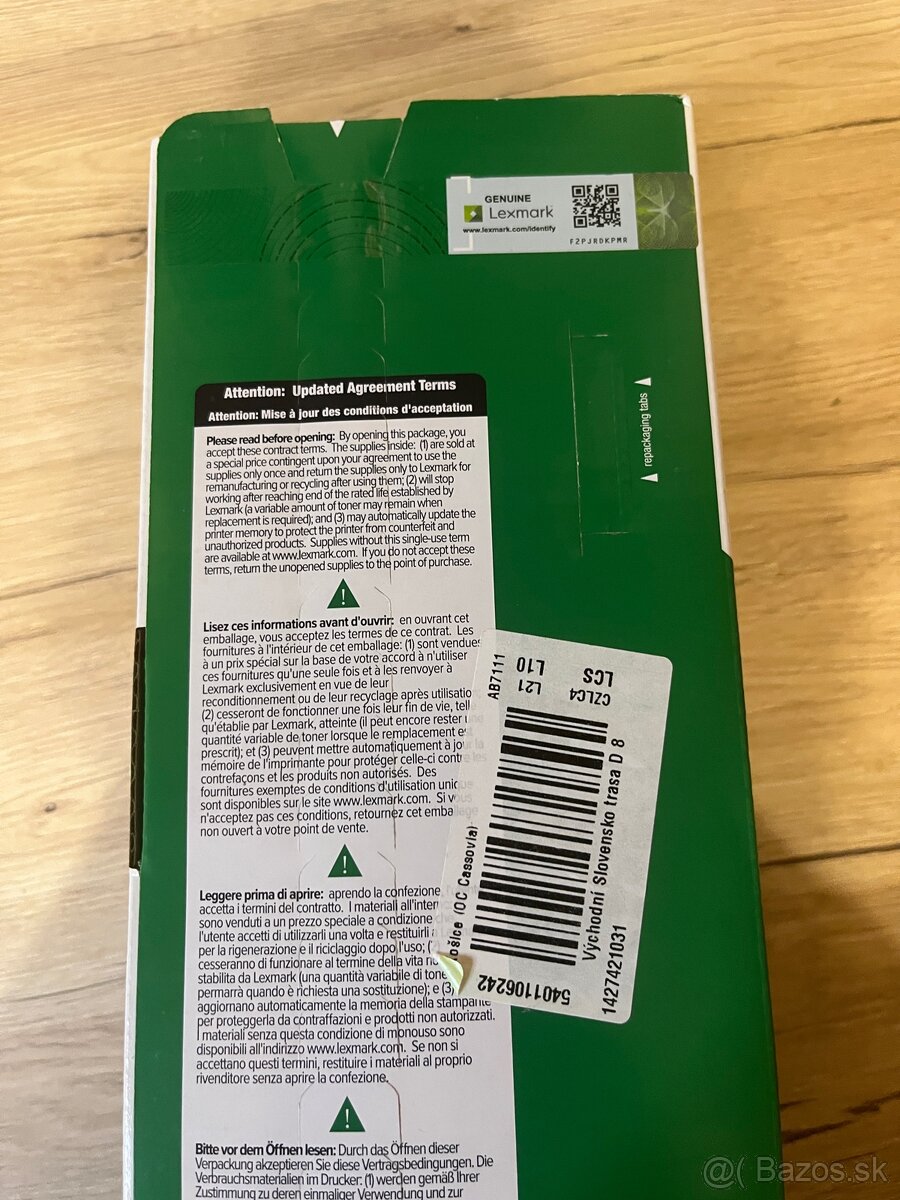 GENUINE
Lexmark™
www.lexmark.com/identify
F2PJRDKPMR
repackaging tabs
Attention: Updated Agreement Terms
Attention: Mise à jour des conditions d'acceptation
Please read before opening: By opening this package, you
accept these contract terms. The supplies inside: (1) are sold at
a special price contingent upon your agreement to use the
supplies only once and return the supplies only to Lexmark for
remanufacturing or recycling after using them; (2) will stop
working after reaching end of the rated life established by
Lexmark (a variable amount of toner may remain when
replacement is required); and (3) may automatically update the
printer memory to protect the printer from counterfeit and
unauthorized products. Supplies without this single-use term
are available at www.lexmark.com. If you do not accept these
terms, return the unopened supplies to the point of purchase.
Lisez ces informations avant d'ouvrir: en ouvrant cet
emballage, vous acceptez les termes de ce contrat. Les
fournitures à l'intérieur de cet emballage: (1) sont vendues
à un prix spécial sur la base de votre accord à n'utiliser
ces fournitures qu'une seule fois et à les renvoyer à
Lexmark exclusivement en vue de leur
reconditionnement ou de leur recyclage après utilisatio
(2) cesseront de fonctionner une fois leur fin de vie, tell
qu'établie par Lexmark, atteinte (il peut encore rester une
quantité variable de toner lorsque le remplacement e
prescrit); et (3) peuvent mettre automatiquement à jour la
mémoire de l'imprimante pour protéger celle-ci contre les
contrefaçons et les produits non autorisés. Des
fournitures exemptes de conditions d'utilisation uniq
sont disponibles sur le site www.lexmark.com. Si vous
n'acceptez pas ces conditions, retournez cet emballage
non ouvert à votre point de vente.
Leggere prima di aprire: aprendo la confezione
accetta i termini del contratto. I materiali all'inter
sono venduti a un prezzo speciale a condizione che
l'utente accetti di utilizzarli una volta e restituirli a L
per la rigenerazione e il riciclaggio dopo l'uso; (2
cesseranno di funzionare al termine della vita no
stabilita da Lexmark (una quantità variabile di tone
permarrà quando è richiesta una sostituzione); e (3)
aggiornano automaticamente la memoria della stampante
per proteggerla da contraffazioni e prodotti non autorizzati.
I materiali senza questa condizione di monouso sono
disponibili all'indirizzo www.lexmark.com. Se non si
accettano questi termini, restituire i materiali al proprio
rivenditore senza aprire la confezione.
Bitte vor dem Öffnen lesen: Durch das Öffnen dieser
Verpackung akzeptieren Sie diese Vertragsbedingungen. Die
Verbrauchsmaterialien im Drucker: (1) werden gemäß Ihrer
Zustimmung zu deren einmaliger Verwendung und zur
AB7111
L21
L10
CZLC4
LCS
ošice (OC Cassovia)
Východní Slovensko trasa D 8
5401106242
1427421031
@( Bazos.sk